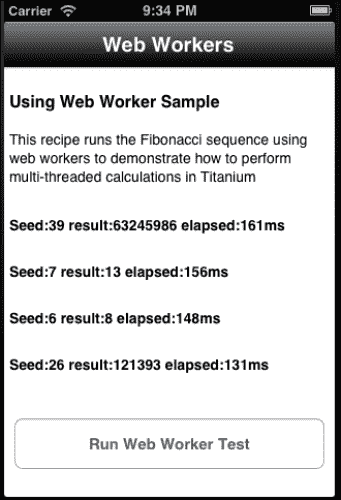 Carrier 9:34 PM
Web Workers
Using Web Worker Sample
This recipe runs the Fibonacci sequence using
web workers to demonstrate how to perform
multi-threaded calculations in Titanium
Seed:39 result:63245986 elapsed:161ms
Seed:7 result:13 elapsed:156ms
Seed:6 result:8 elapsed:148ms
Seed:26 result:121393 elapsed:131ms
Run Web Worker Test